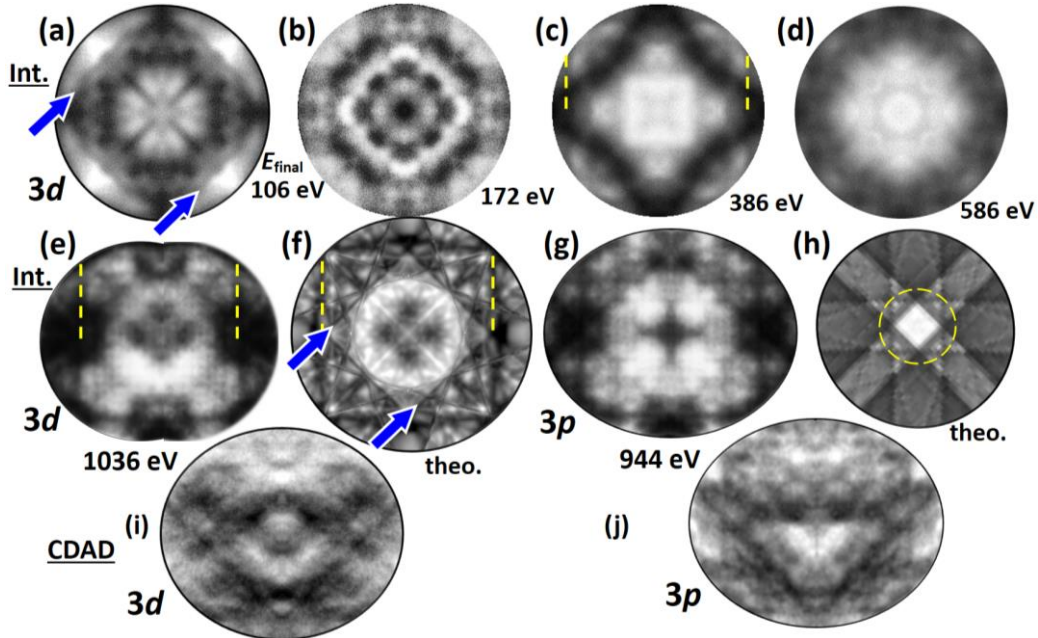 (a) (b) (c) (d)
Int.
E_final
3d 106 eV 172 eV 386 eV 586 eV
(e) (f) (g) (h)
Int.
3d 3p
1036 eV theo. 944 eV theo.
(i) (j)
CDAD
3d 3p